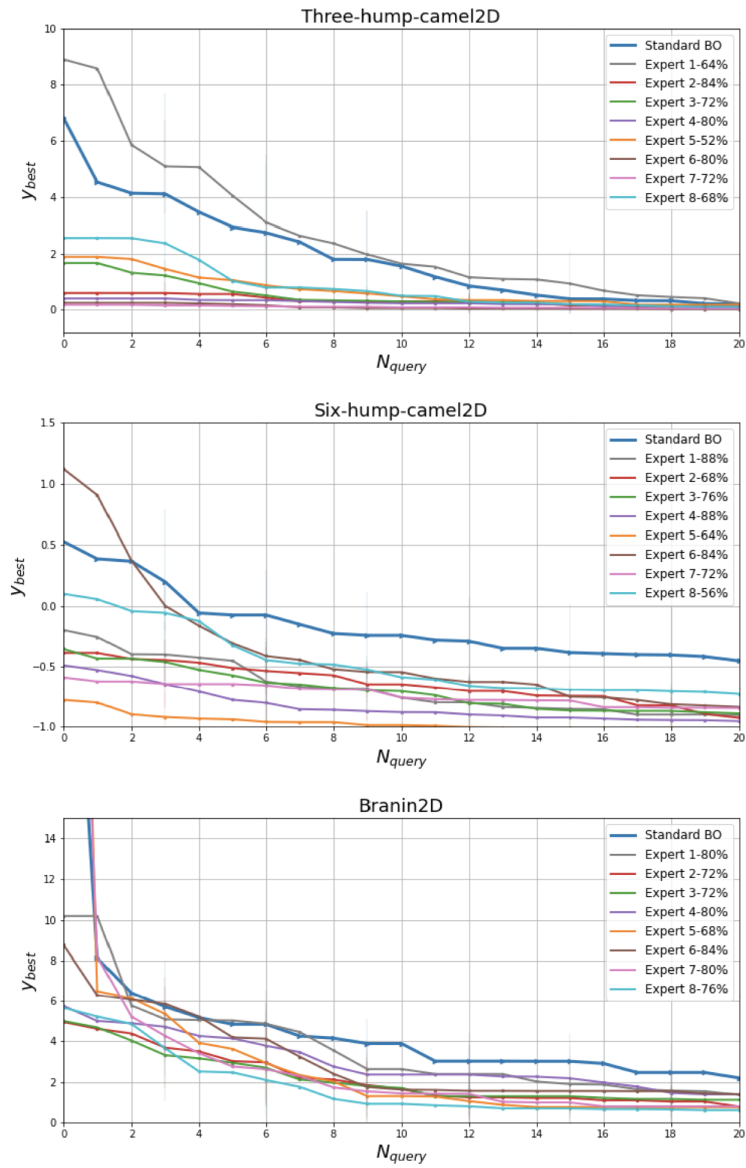 Three-hump-camel2D
10
8
6
4
2
0
y_best
0 2 4 6 8 10 12 14 16 18 20
N_query
Standard BO
Expert 1-64%
Expert 2-84%
Expert 3-72%
Expert 4-80%
Expert 5-52%
Expert 6-80%
Expert 7-72%
Expert 8-68%
Six-hump-camel2D
1.5
1.0
0.5
0.0
−0.5
−1.0
y_best
0 2 4 6 8 10 12 14 16 18 20
N_query
Standard BO
Expert 1-88%
Expert 2-68%
Expert 3-76%
Expert 4-88%
Expert 5-64%
Expert 6-84%
Expert 7-72%
Expert 8-56%
Branin2D
14
12
10
8
6
4
2
0
y_best
0 2 4 6 8 10 12 14 16 18 20
N_query
Standard BO
Expert 1-80%
Expert 2-72%
Expert 3-72%
Expert 4-80%
Expert 5-68%
Expert 6-84%
Expert 7-80%
Expert 8-76%